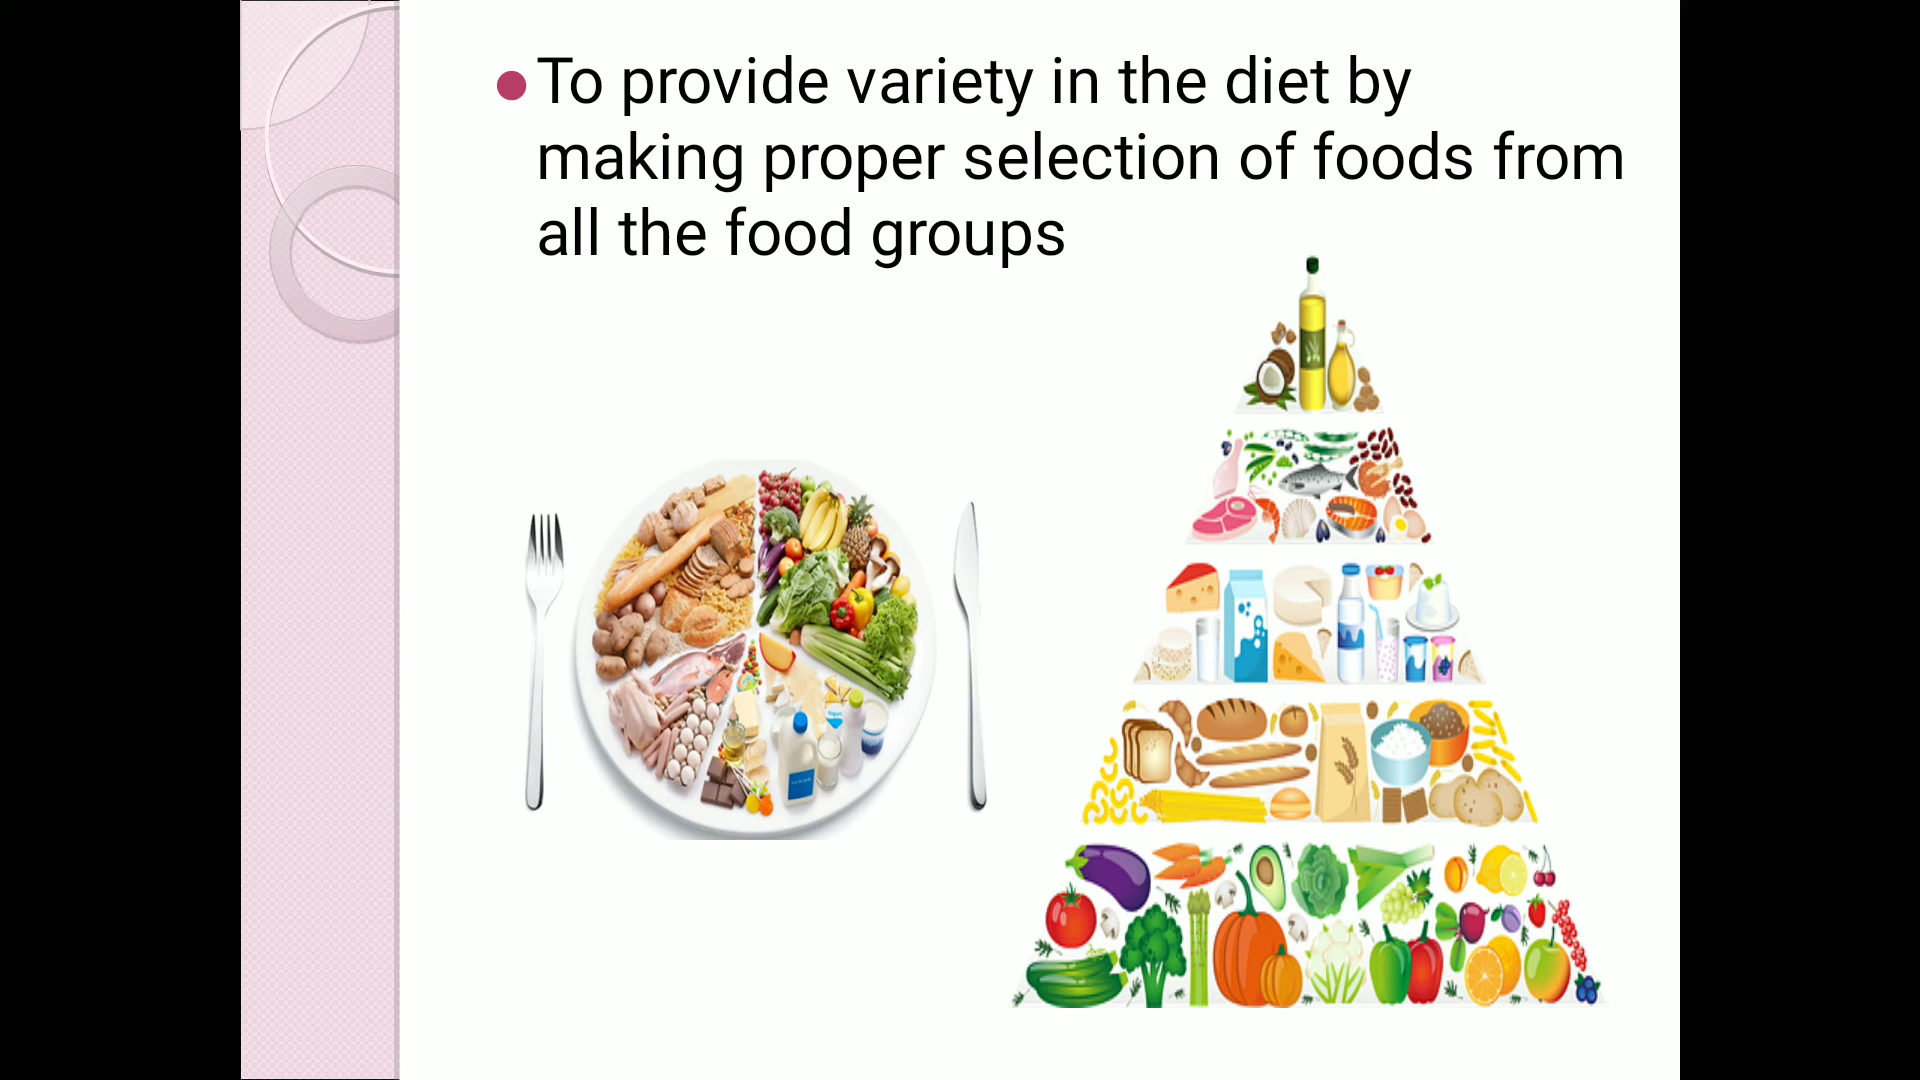 To provide variety in the diet by
making proper selection of foods from
all the food groups